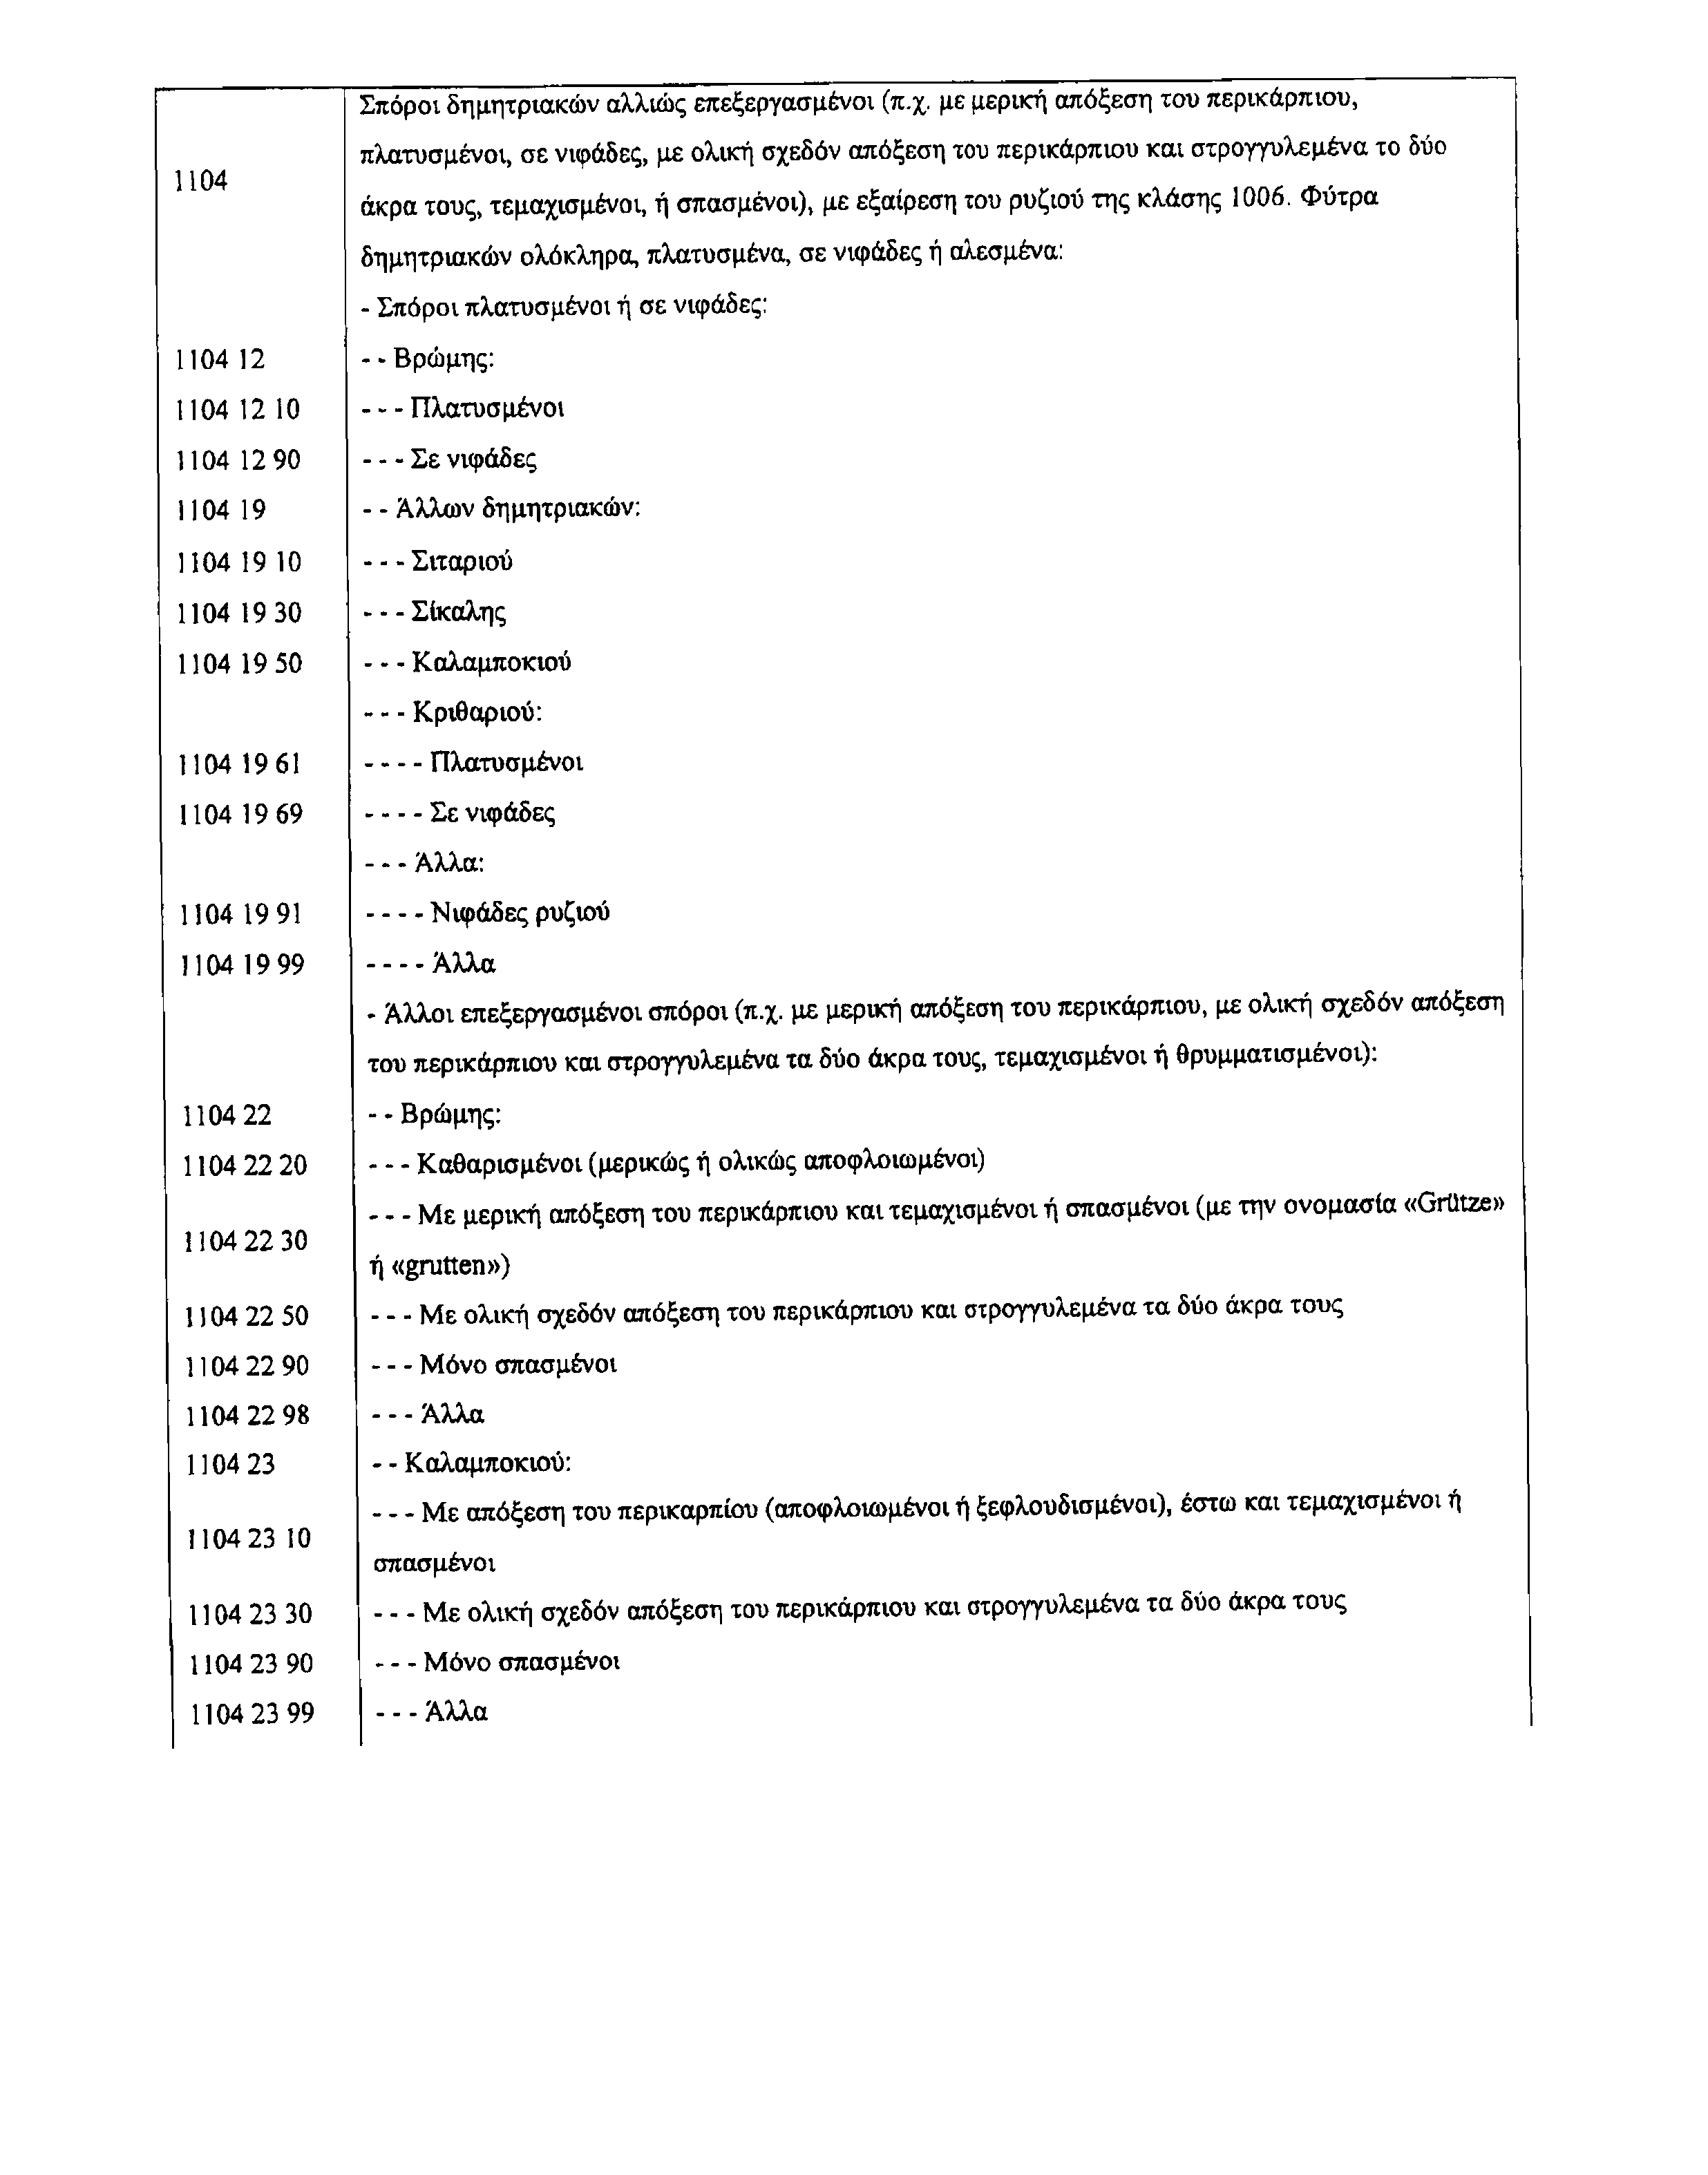 Σπόροι δημητριακών αλλιώς επεξεργασμένοι (π.χ. με μερική απόξεση του περικάρπιου,
πλατυσμένοι, σε νιφάδες, με ολική σχεδόν απόξεση του περικάρπιου και στρογγυλεμένα το δύο
1104
άκρα τους, τεμαχισμένοι, ή σπασμένοι), με εξαίρεση του ρυζιού της κλάσης 1006. Φύτρα
δημητριακών ολόκληρα, πλατυσμένα, σε νιφάδες ή αλεσμένα:
- Σπόροι πλατυσμένοι ή σε νιφάδες:
1104 12 - - Βρώμης:
1104 12 10 - - - Πλατυσμένοι
1104 12 90 - - - Σε νιφάδες
1104 19 - - Άλλων δημητριακών:
1104 19 10 - - - Σιταριού
1104 19 30 - - - Σίκαλης
1104 19 50 - - - Καλαμποκιού
- - - Κριθαριού:
1104 19 61 - - - - Πλατυσμένοι
1104 19 69 - - - - Σε νιφάδες
- - - Άλλα:
1104 19 91 - - - - Νιφάδες ρυζιού
1104 19 99 - - - - Άλλα
- Άλλοι επεξεργασμένοι σπόροι (π.χ. με μερική απόξεση του περικάρπιου, με ολική σχεδόν απόξεση
του περικάρπιου και στρογγυλεμένα τα δύο άκρα τους, τεμαχισμένοι ή θρυμματισμένοι):
1104 22 - - Βρώμης:
1104 22 20 - - - Καθαρισμένοι (μερικώς ή ολικώς αποφλοιωμένοι)
- - - Με μερική απόξεση του περικάρπιου και τεμαχισμένοι ή σπασμένοι (με την ονομασία «Grütze»
1104 22 30
ή «grutten»)
1104 22 50 - - - Με ολική σχεδόν απόξεση του περικάρπιου και στρογγυλεμένα τα δύο άκρα τους
1104 22 90 - - - Μόνο σπασμένοι
1104 22 98 - - - Άλλα
1104 23 - - Καλαμποκιού:
- - - Με απόξεση του περικαρπίου (αποφλοιωμένοι ή ξεφλουδισμένοι), έστω και τεμαχισμένοι ή
1104 23 10
σπασμένοι
1104 23 30 - - - Με ολική σχεδόν απόξεση του περικάρπιου και στρογγυλεμένα τα δύο άκρα τους
1104 23 90 - - - Μόνο σπασμένοι
1104 23 99 - - - Άλλα